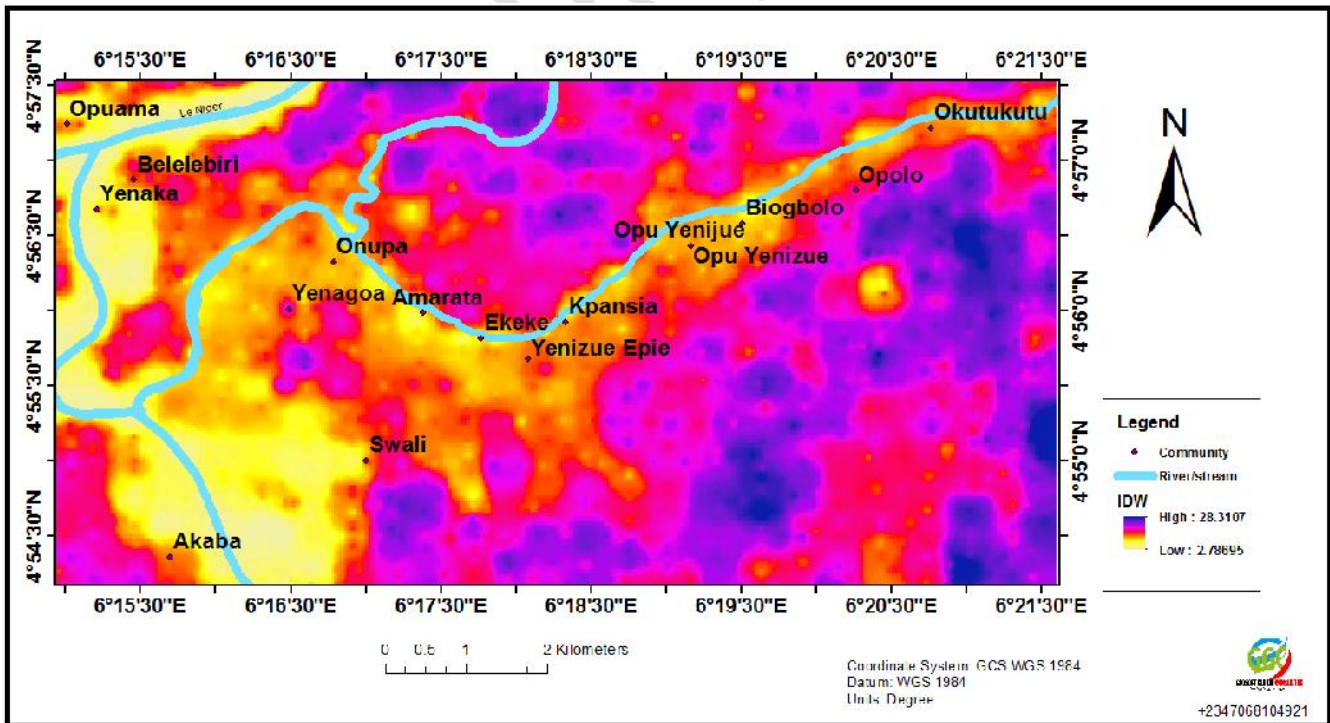 6°15'30"E 6°16'30"E 6°17'30"E 6°18'30"E 6°19'30"E 6°20'30"E 6°21'30"E
4°57'30"N
4°56'30"N
4°55'30"N
4°54'30"N
Opuama
Le Niger
Okutukutu
Belelebiri
Opolo
Yenaka
Biogbolo
Opu Yenijue
Onupa
Opu Yenizue
Yenagoa
Amarata
Kpansia
Ekeke
Yenizue Epie
Swali
Akaba
4°57'0"N
4°56'0"N
4°55'0"N
6°15'30"E 6°16'30"E 6°17'30"E 6°18'30"E 6°19'30"E 6°20'30"E 6°21'30"E
N
Legend
Community
River/stream
IDW
High : 28.3107
Low : 2.78695
0 0.5 1 2 Kilometers
Coordinate System: GCS WGS 1984
Datum: WGS 1984
Units: Degree
+2347068104921